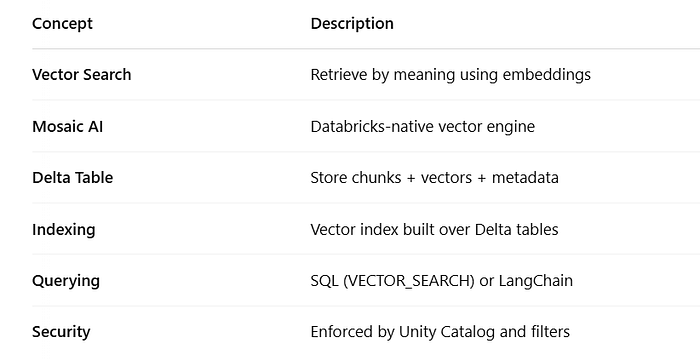 Concept Description
Vector Search Retrieve by meaning using embeddings
Mosaic AI Databricks-native vector engine
Delta Table Store chunks + vectors + metadata
Indexing Vector index built over Delta tables
Querying SQL (VECTOR_SEARCH) or LangChain
Security Enforced by Unity Catalog and filters